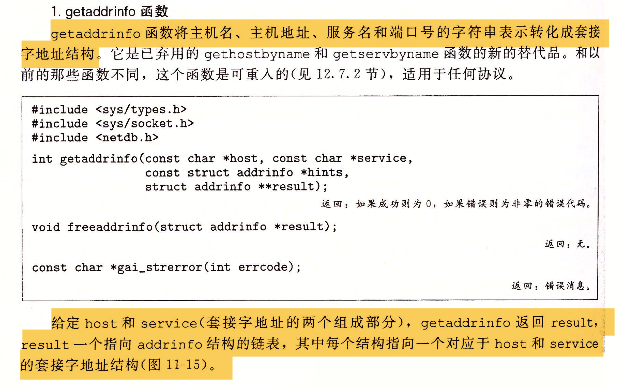 1. getaddrinfo 函数
getaddrinfo 函数将主机名、主机地址、服务名和端口号的字符串表示转化成套接
字地址结构。它是已弃用的 gethostbyname 和 getservbyname 函数的新的替代品。和以
前的那些函数不同，这个函数是可重入的(见 12.7.2 节)，适用于任何协议。
#include <sys/types.h>
#include <sys/socket.h>
#include <netdb.h>
int getaddrinfo(const char *host, const char *service,
const struct addrinfo *hints,
struct addrinfo **result);
返回：如果成功则为 0，如果错误则为非零的错误代码。
void freeaddrinfo(struct addrinfo *result);
返回：无。
const char *gai_strerror(int errcode);
返回：错误消息。
给定 host 和 service(套接字地址的两个组成部分)，getaddrinfo 返回 result，
result 一个指向 addrinfo 结构的链表，其中每个结构指向一个对应于 host 和 service
的套接字地址结构(图 11-15)。